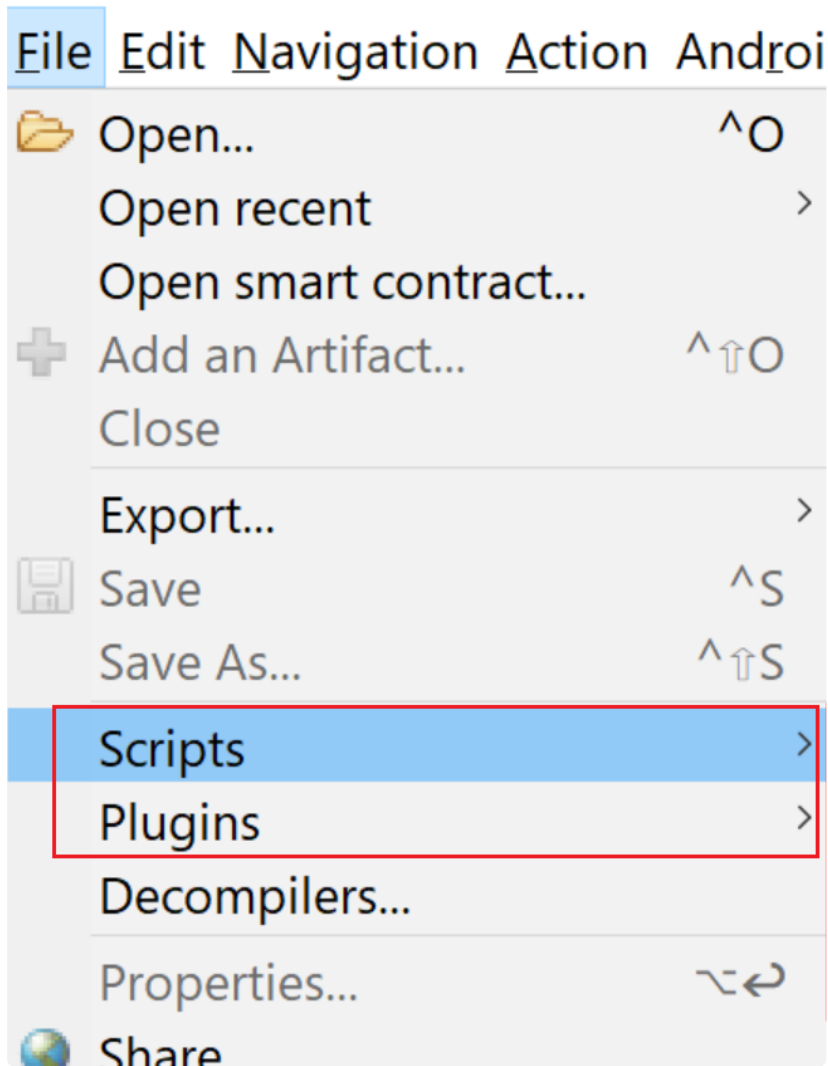 File Edit Navigation Action Androi
Open... ^O
Open recent >
Open smart contract...
Add an Artifact... ^⇧O
Close
Export... >
Save ^S
Save As... ^⇧S
Scripts >
Plugins >
Decompilers...
Properties... ⌥↩
Share